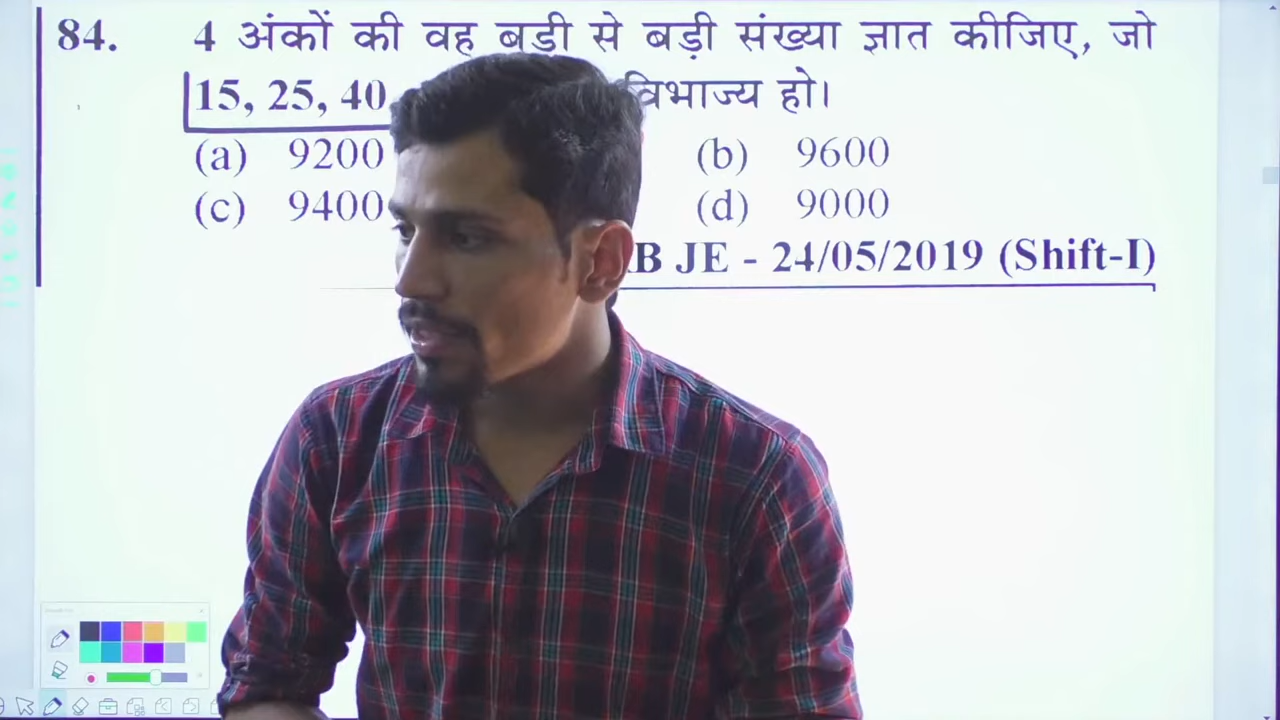 84. 4 अंकों की वह बड़ी से बड़ी संख्या ज्ञात कीजिए, जो
15, 25, 40 विभाज्य हो।
(a) 9200 (b) 9600
(c) 9400 (d) 9000
B JE - 24/05/2019 (Shift-I)